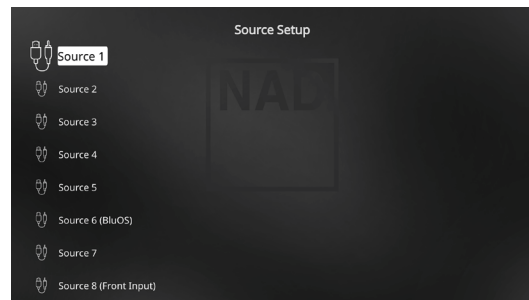 Source Setup
Source 1
NAD
Source 2
Source 3
Source 4
Source 5
Source 6 (BluOS)
Source 7
Source 8 (Front Input)